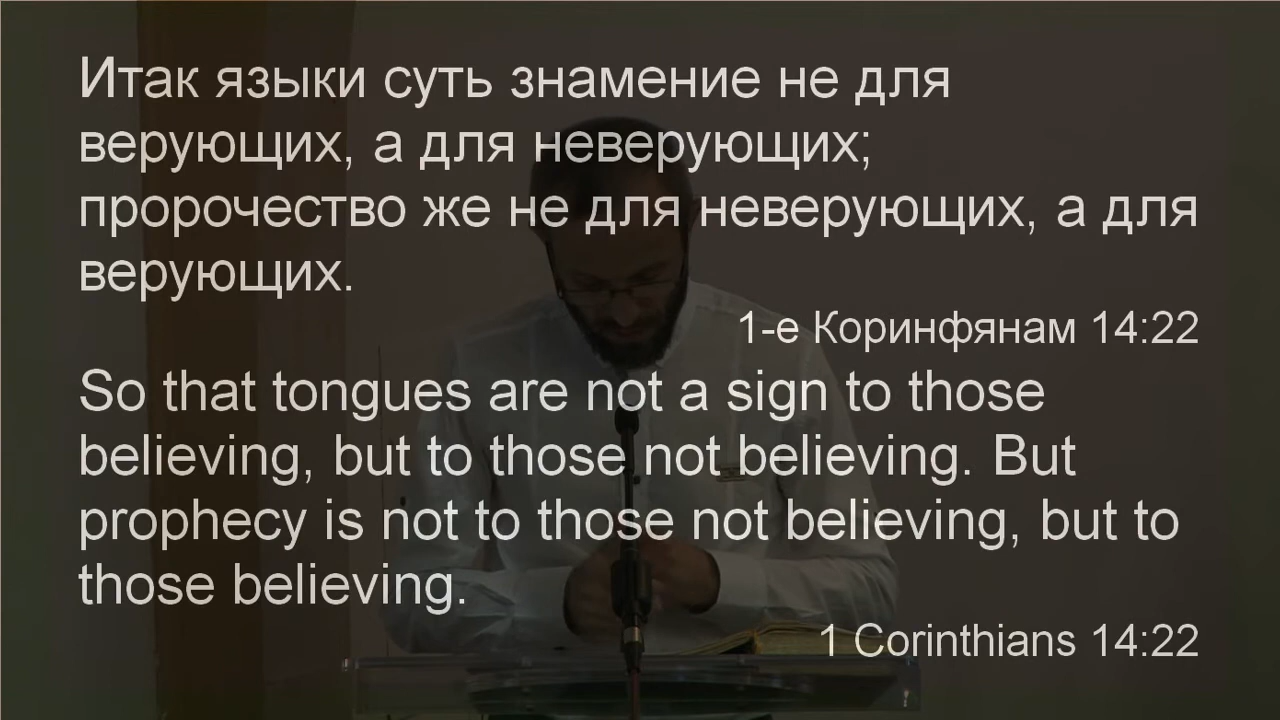 Итак языки суть знамение не для
верующих, а для неверующих;
пророчество же не для неверующих, а для
верующих.
1-е Коринфянам 14:22
So that tongues are not a sign to those
believing, but to those not believing. But
prophecy is not to those not believing, but to
those believing.
1 Corinthians 14:22